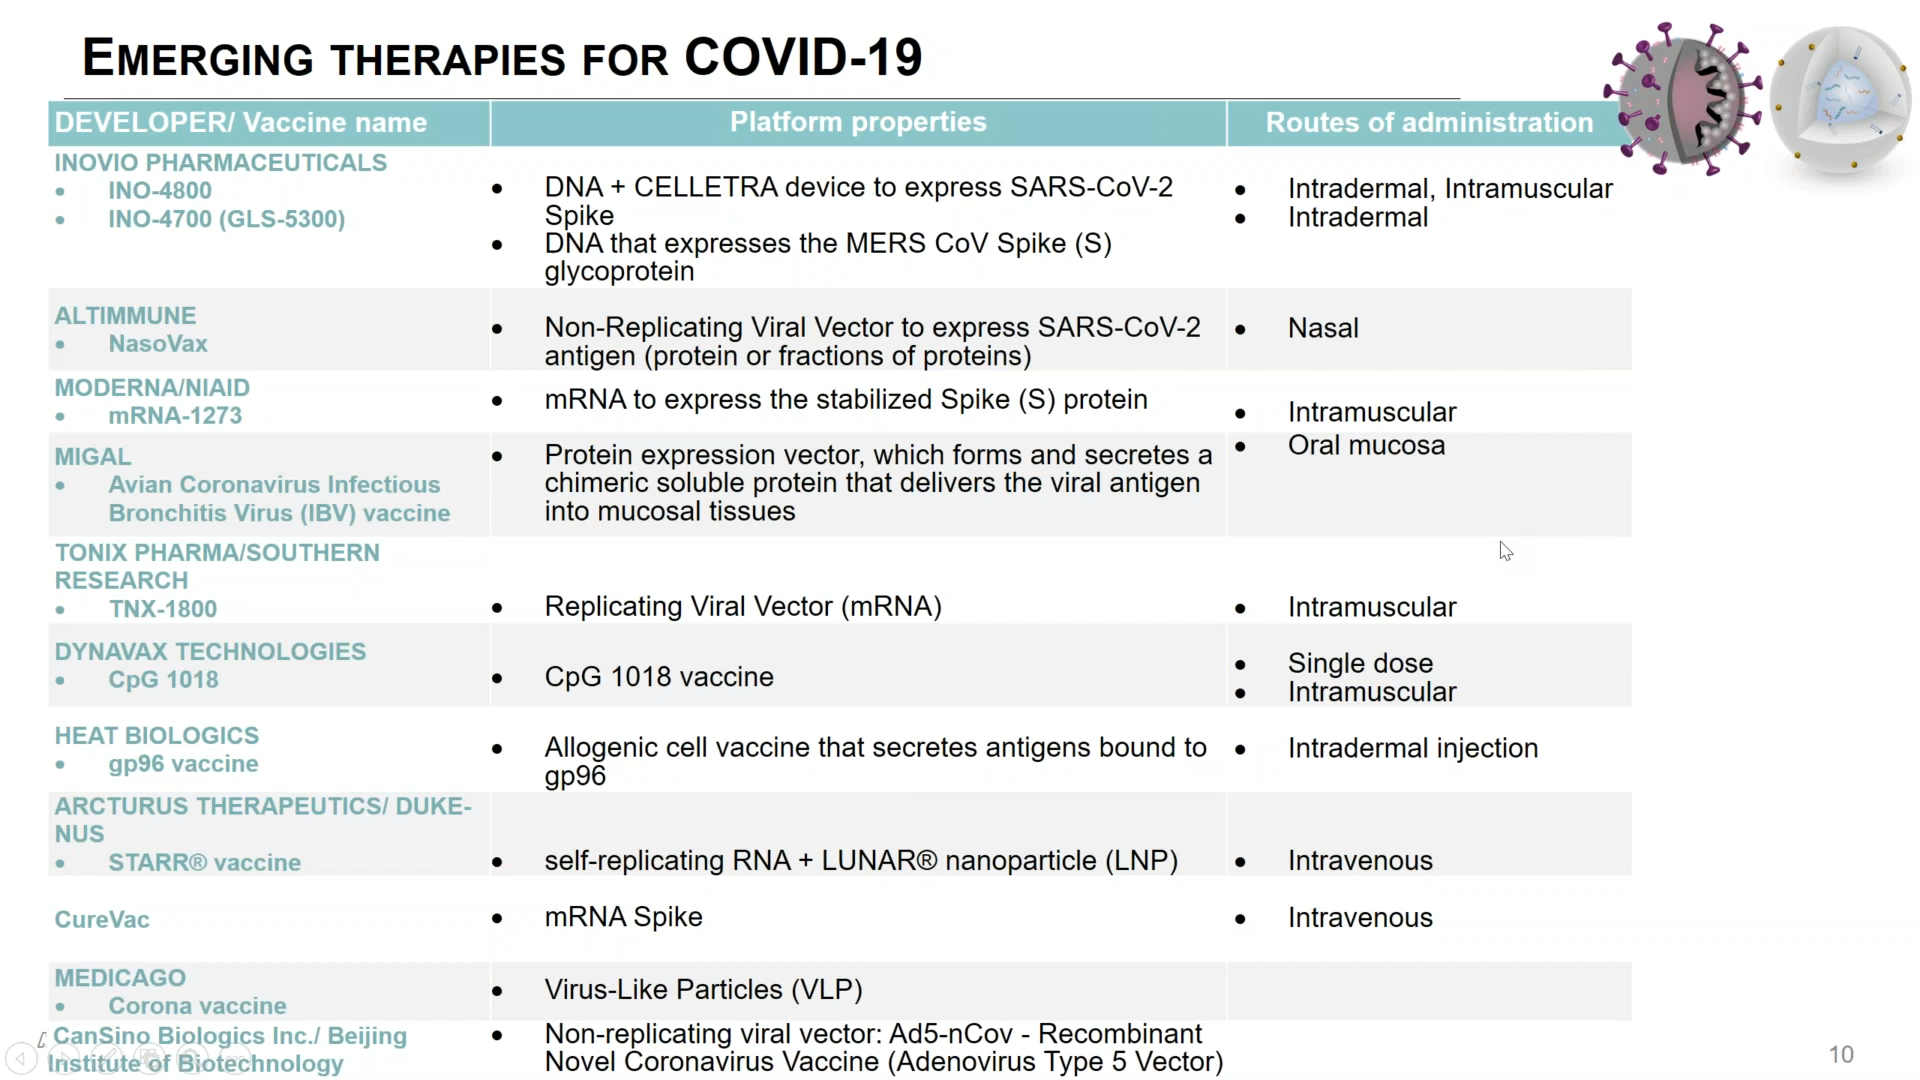 EMERGING THERAPIES FOR COVID-19
DEVELOPER/ Vaccine name
Platform properties
Routes of administration
INOVIO PHARMACEUTICALS
• INO-4800
• INO-4700 (GLS-5300)
• DNA + CELLETRA device to express SARS-CoV-2
Spike
• DNA that expresses the MERS CoV Spike (S)
glycoprotein
• Intradermal, Intramuscular
• Intradermal
ALTIMMUNE
• NasoVax
• Non-Replicating Viral Vector to express SARS-CoV-2
antigen (protein or fractions of proteins)
• Nasal
MODERNA/NIAID
• mRNA-1273
• mRNA to express the stabilized Spike (S) protein
• Intramuscular
MIGAL
• Avian Coronavirus Infectious
Bronchitis Virus (IBV) vaccine
• Protein expression vector, which forms and secretes a
chimeric soluble protein that delivers the viral antigen
into mucosal tissues
• Oral mucosa
TONIX PHARMA/SOUTHERN
RESEARCH
• TNX-1800
• Replicating Viral Vector (mRNA)
• Intramuscular
DYNAVAX TECHNOLOGIES
• CpG 1018
• CpG 1018 vaccine
• Single dose
• Intramuscular
HEAT BIOLOGICS
• gp96 vaccine
• Allogenic cell vaccine that secretes antigens bound to
gp96
• Intradermal injection
ARCTURUS THERAPEUTICS/ DUKE-
NUS
• STARR® vaccine
• self-replicating RNA + LUNAR® nanoparticle (LNP)
• Intravenous
CureVac
• mRNA Spike
• Intravenous
MEDICAGO
• Corona vaccine
• Virus-Like Particles (VLP)
CanSino Biologics Inc./ Beijing
Institute of Biotechnology
• Non-replicating viral vector: Ad5-nCov - Recombinant
Novel Coronavirus Vaccine (Adenovirus Type 5 Vector)
10